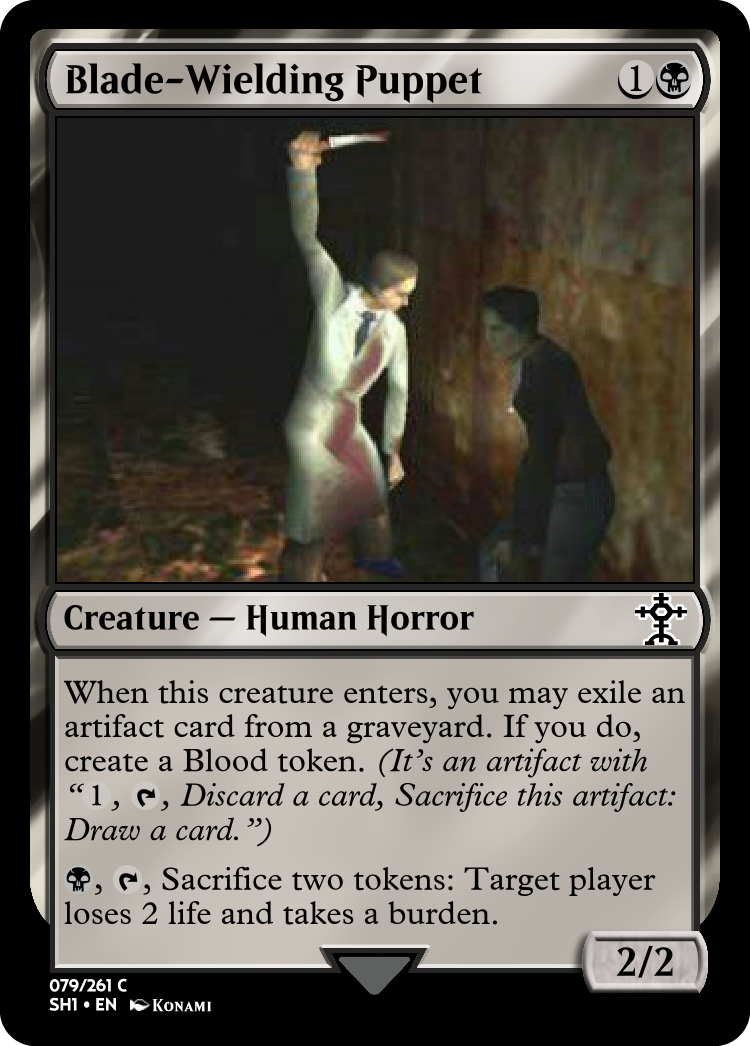 Blade-Wielding Puppet 1
Creature — Human Horror
When this creature enters, you may exile an
artifact card from a graveyard. If you do,
create a Blood token. (It's an artifact with
“1, , Discard a card, Sacrifice this artifact:
Draw a card.”)
, , Sacrifice two tokens: Target player
loses 2 life and takes a burden.
2/2
079/261 C
SH1 • EN KONAMI